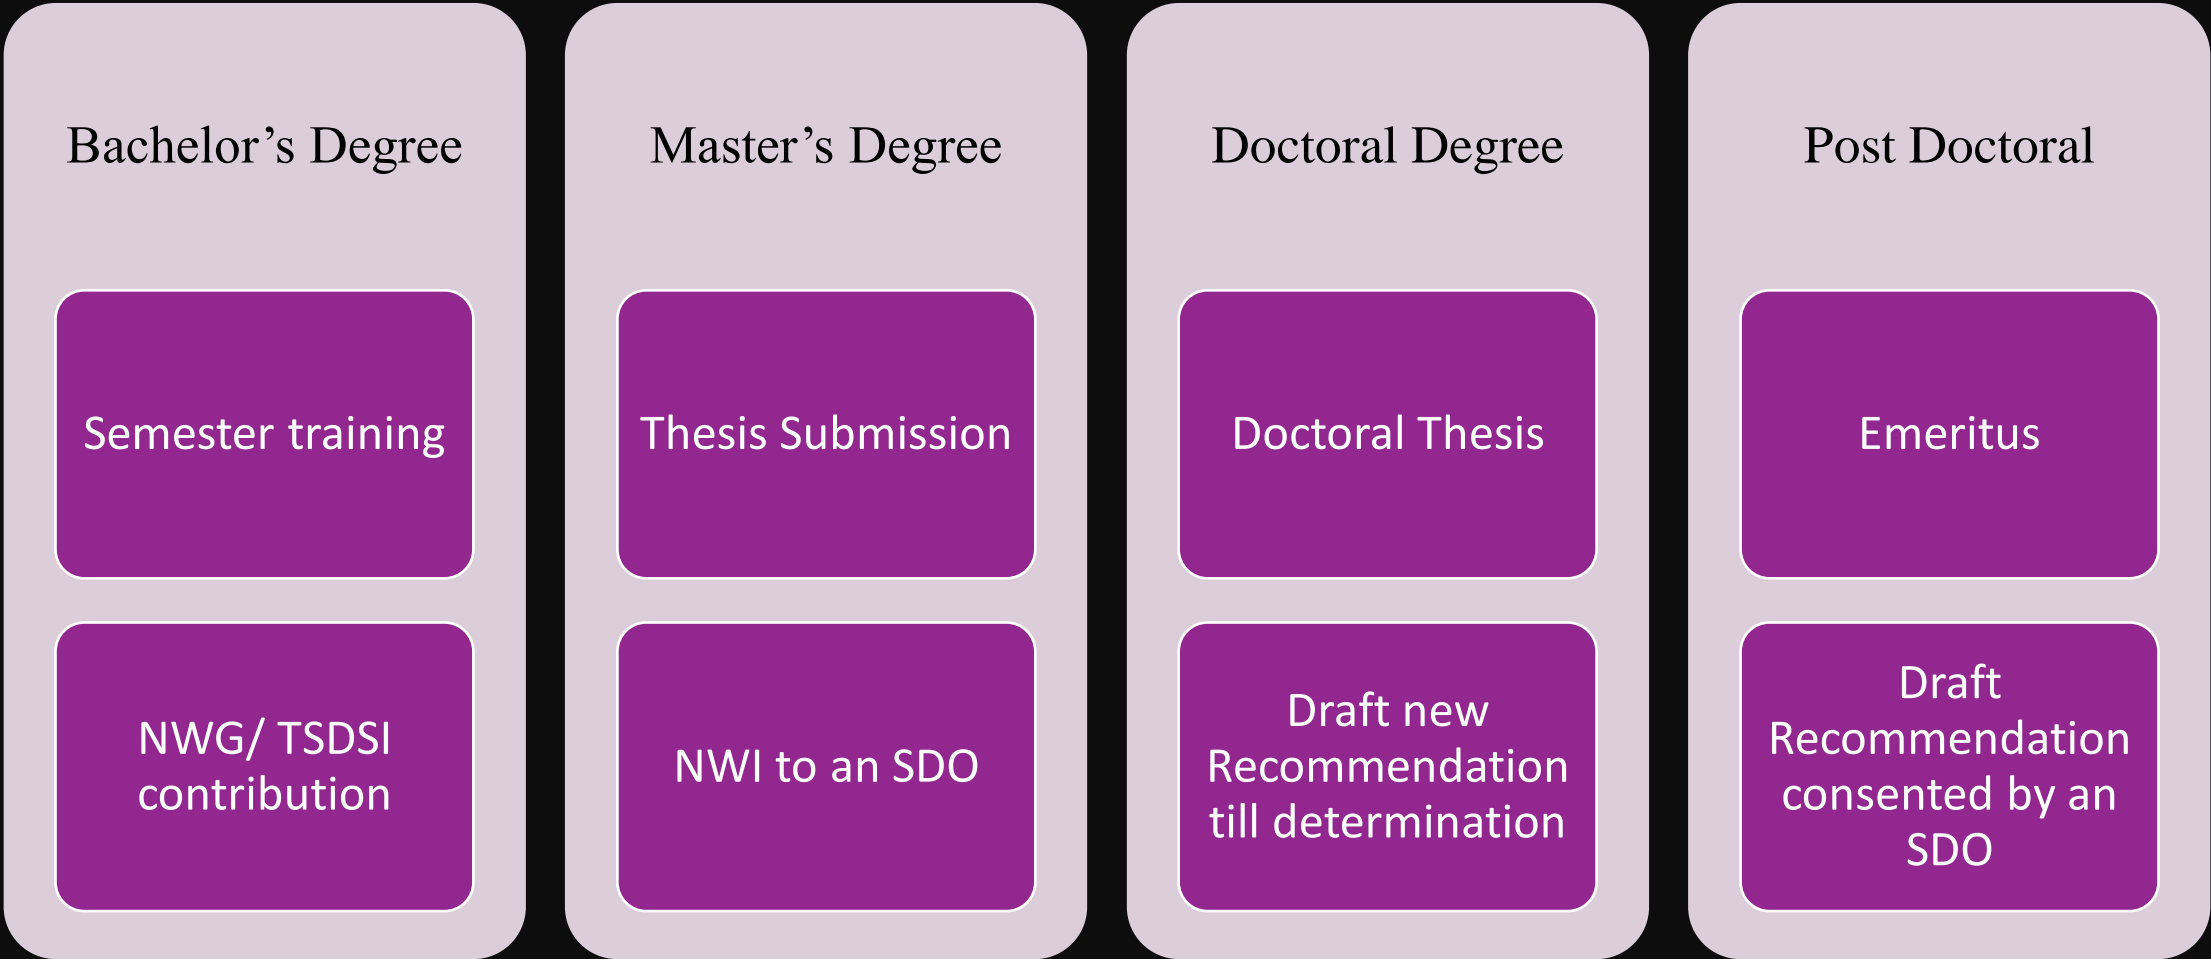 Bachelor’s Degree
Semester training
NWG/ TSDSI
contribution
Master’s Degree
Thesis Submission
NWI to an SDO
Doctoral Degree
Doctoral Thesis
Draft new
Recommendation
till determination
Post Doctoral
Emeritus
Draft
Recommendation
consented by an
SDO